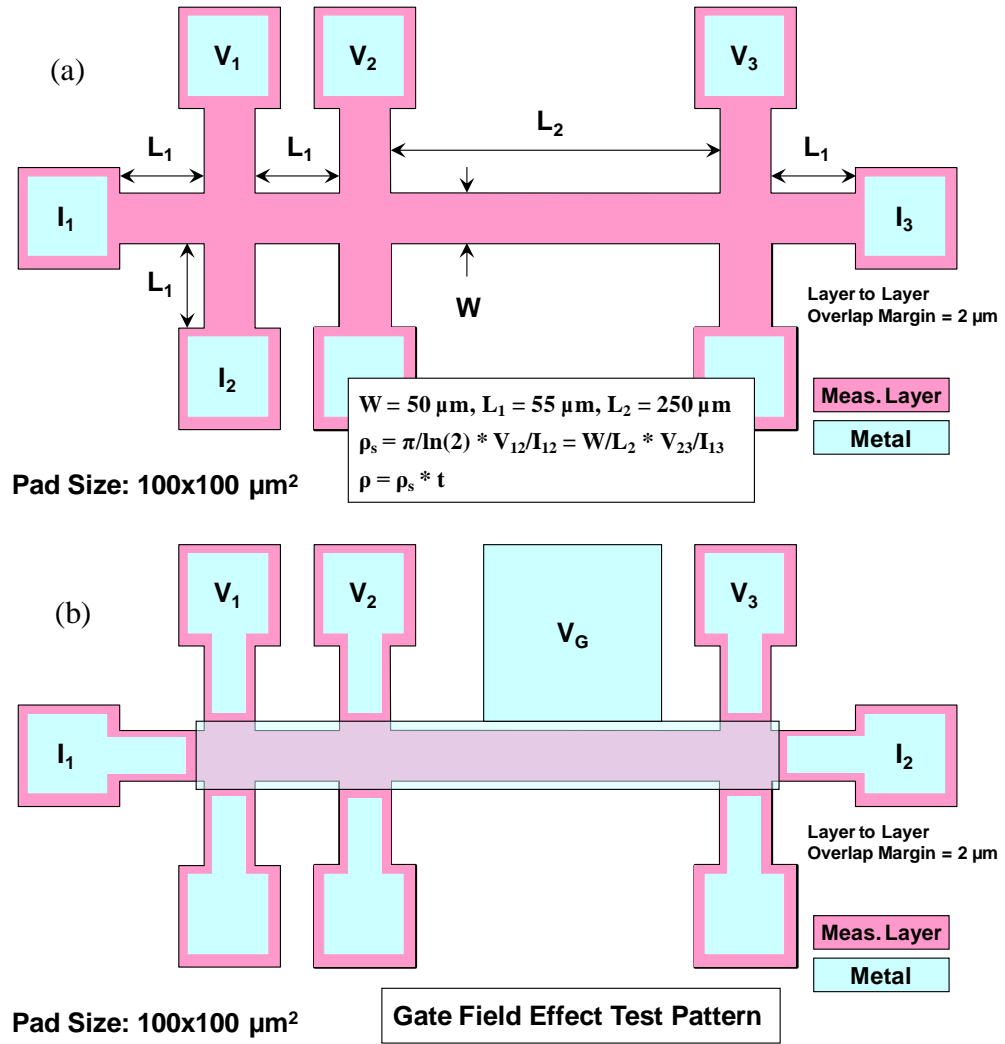 (a)
V₁
V₂
V₃
L₁
L₁
L₂
L₁
I₁
I₃
L₁
W
I₂
Layer to Layer
Overlap Margin = 2 µm
Meas. Layer
Metal
W = 50 µm, L₁ = 55 µm, L₂ = 250 µm
ρₛ = π/ln(2) * V₁₂/I₁₂ = W/L₂ * V₂₃/I₁₃
ρ = ρₛ * t
Pad Size: 100x100 µm²
(b)
V₁
V₂
V_G
V₃
I₁
I₂
Layer to Layer
Overlap Margin = 2 µm
Meas. Layer
Metal
Gate Field Effect Test Pattern
Pad Size: 100x100 µm²